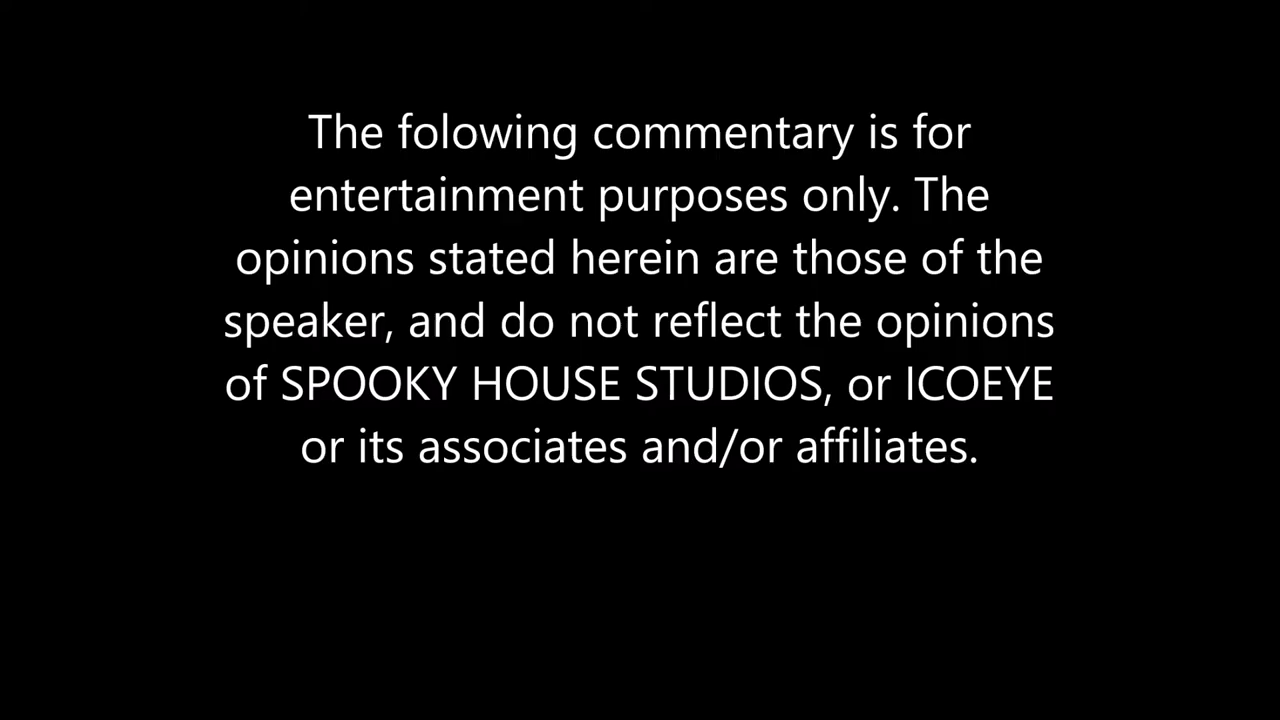 The folowing commentary is for
entertainment purposes only. The
opinions stated herein are those of the
speaker, and do not reflect the opinions
of SPOOKY HOUSE STUDIOS, or ICOEYE
or its associates and/or affiliates.